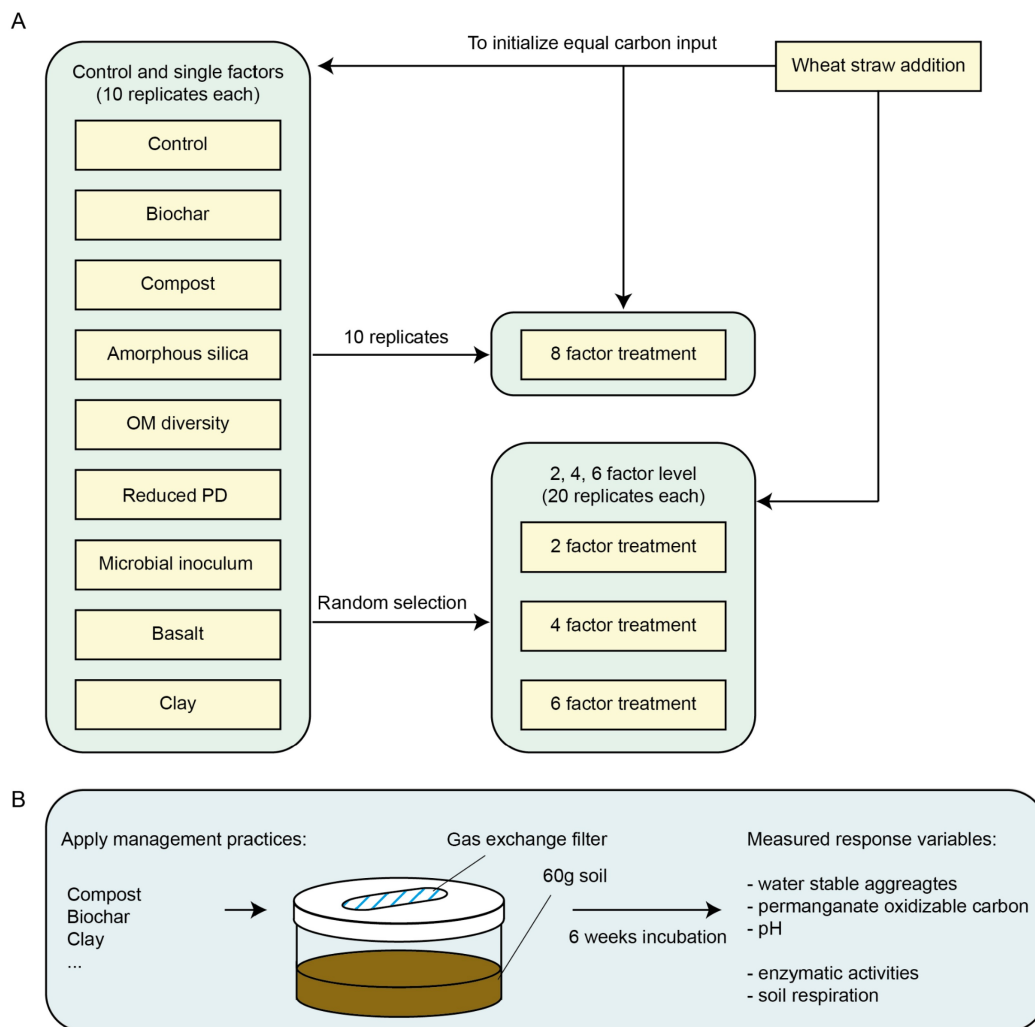 A
To initialize equal carbon input
Wheat straw addition
Control and single factors
(10 replicates each)
Control
Biochar
Compost
Amorphous silica
OM diversity
Reduced PD
Microbial inoculum
Basalt
Clay
10 replicates
8 factor treatment
Random selection
2, 4, 6 factor level
(20 replicates each)
2 factor treatment
4 factor treatment
6 factor treatment
B
Apply management practices:
Compost
Biochar
Clay
...
Gas exchange filter
60g soil
6 weeks incubation
Measured response variables:
- water stable aggreagtes
- permanganate oxidizable carbon
- pH
- enzymatic activities
- soil respiration